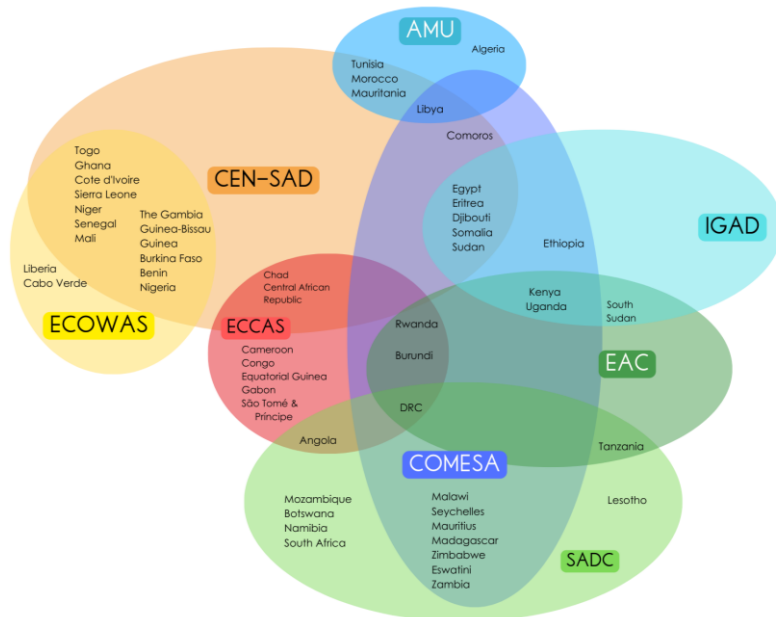 AMU
Algeria
Tunisia
Morocco
Mauritania
Libya
Comoros
Togo
Ghana
Cote d'Ivoire
Sierra Leone
Niger
Senegal
Mali
The Gambia
Guinea-Bissau
Guinea
Burkina Faso
Benin
Nigeria
CEN-SAD
Egypt
Eritrea
Djibouti
Somalia
Sudan
Ethiopia
IGAD
Liberia
Cabo Verde
ECOWAS
Chad
Central African
Republic
ECCAS
Cameroon
Congo
Equatorial Guinea
Gabon
São Tomé &
Príncipe
Rwanda
Burundi
DRC
Kenya
Uganda
South
Sudan
EAC
Angola
Tanzania
COMESA
Mozambique
Botswana
Namibia
South Africa
Malawi
Seychelles
Mauritius
Madagascar
Zimbabwe
Eswatini
Zambia
Lesotho
SADC